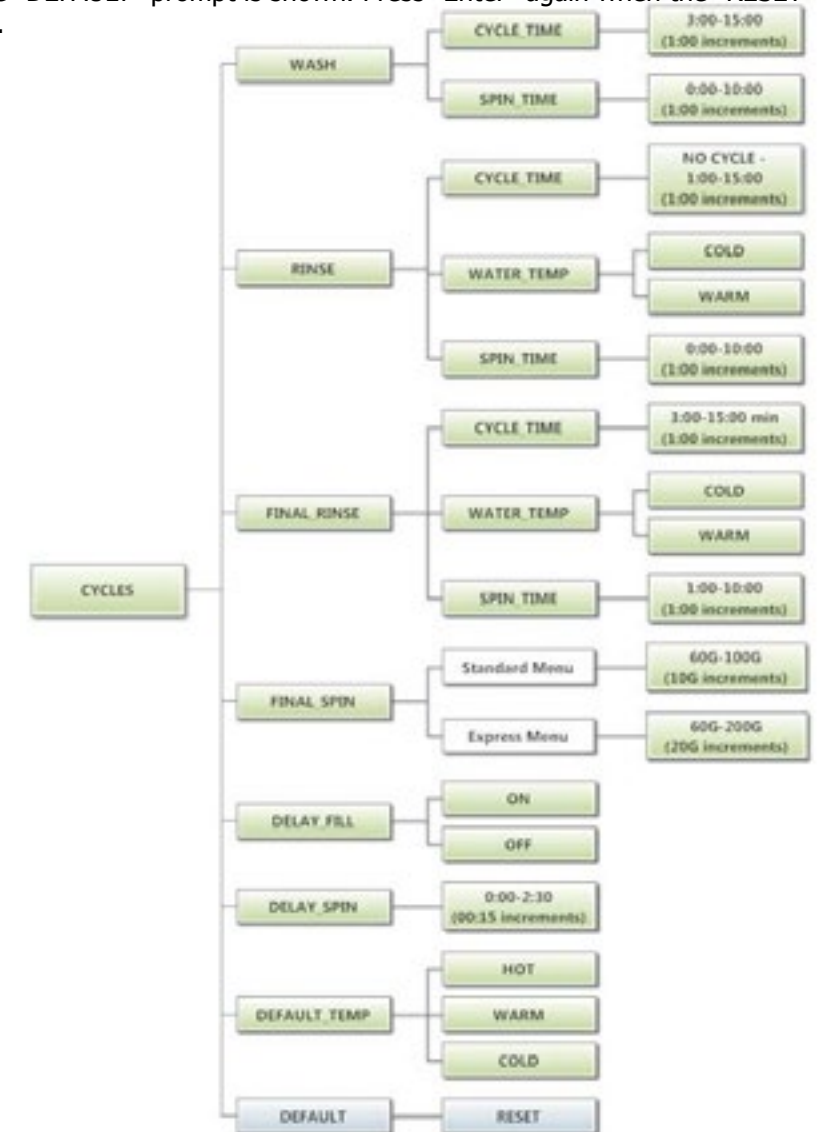 "DEFAULT" prompt is shown. Press "Enter" again when the "RESET"
.
CYCLES
WASH
CYCLE_TIME
3:00-15:00
(1:00 increments)
SPIN_TIME
0:00-10:00
(1:00 increments)
RINSE
CYCLE_TIME
NO CYCLE -
1:00-15:00
(1:00 increments)
WATER_TEMP
COLD
WARM
SPIN_TIME
0:00-10:00
(1:00 increments)
FINAL_RINSE
CYCLE_TIME
3:00-15:00 min
(1:00 increments)
WATER_TEMP
COLD
WARM
SPIN_TIME
1:00-10:00
(1:00 increments)
FINAL_SPIN
Standard Menu
60G-100G
(10G increments)
Express Menu
60G-200G
(20G increments)
DELAY_FILL
ON
OFF
DELAY_SPIN
0:00-2:30
(00:15 increments)
DEFAULT_TEMP
HOT
WARM
COLD
DEFAULT
RESET